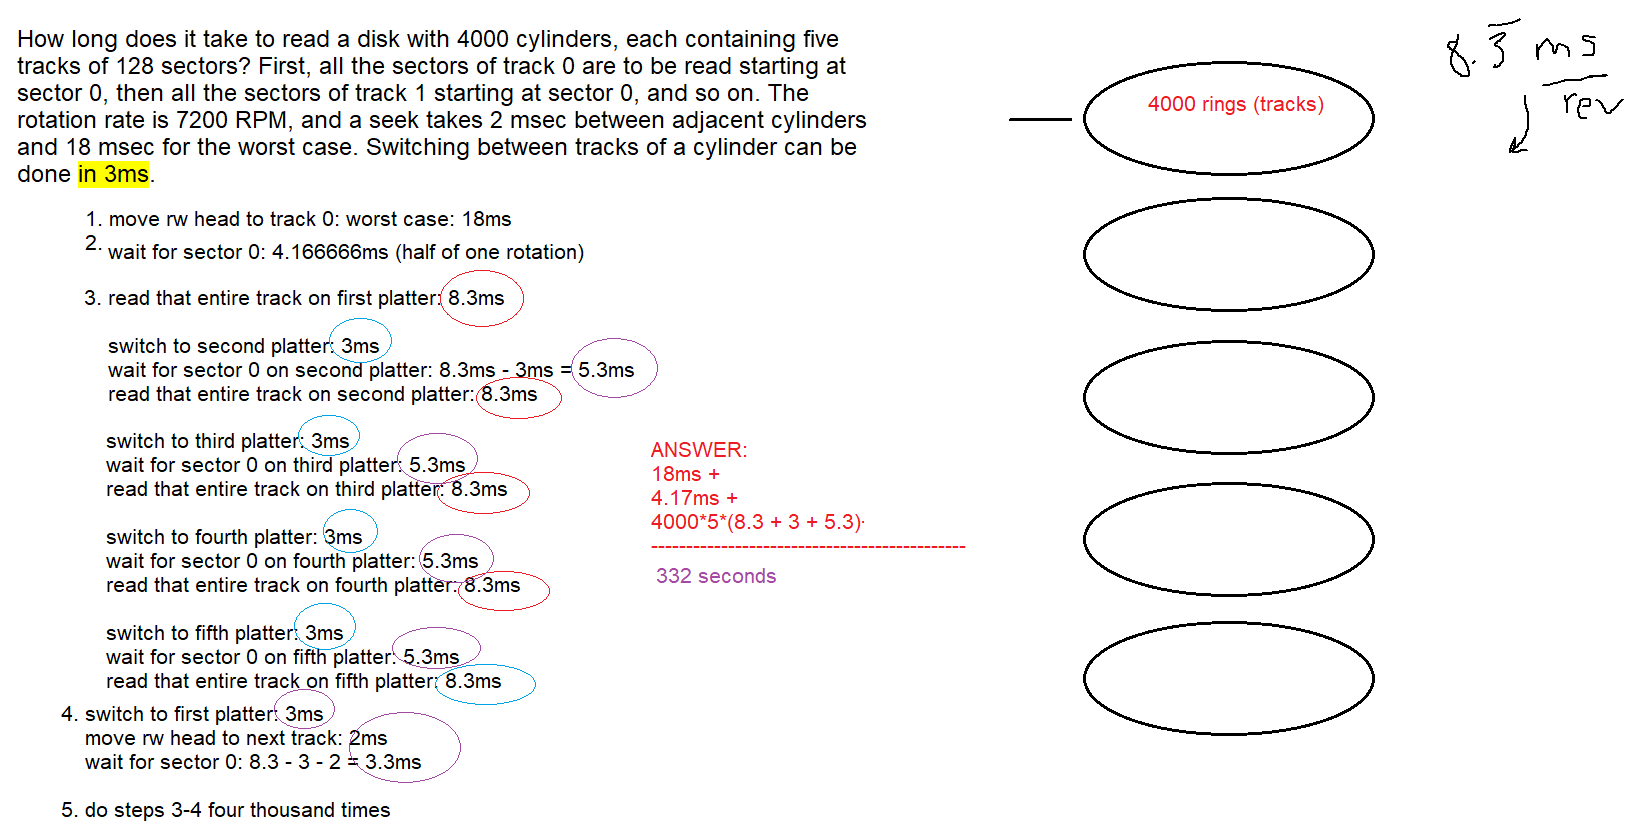 How long does it take to read a disk with 4000 cylinders, each containing five
tracks of 128 sectors? First, all the sectors of track 0 are to be read starting at
sector 0, then all the sectors of track 1 starting at sector 0, and so on. The
rotation rate is 7200 RPM, and a seek takes 2 msec between adjacent cylinders
and 18 msec for the worst case. Switching between tracks of a cylinder can be
done in 3ms.
1. move rw head to track 0: worst case: 18ms
2. wait for sector 0: 4.166666ms (half of one rotation)
3. read that entire track on first platter: 8.3ms
switch to second platter: 3ms
wait for sector 0 on second platter: 8.3ms - 3ms = 5.3ms
read that entire track on second platter: 8.3ms
switch to third platter: 3ms
wait for sector 0 on third platter: 5.3ms
read that entire track on third platter: 8.3ms
switch to fourth platter: 3ms
wait for sector 0 on fourth platter: 5.3ms
read that entire track on fourth platter: 8.3ms
switch to fifth platter: 3ms
wait for sector 0 on fifth platter: 5.3ms
read that entire track on fifth platter: 8.3ms
4. switch to first platter: 3ms
move rw head to next track: 2ms
wait for sector 0: 8.3 - 3 - 2 = 3.3ms
5. do steps 3-4 four thousand times
ANSWER:
18ms +
4.17ms +
4000*5*(8.3 + 3 + 5.3)
332 seconds
4000 rings (tracks)
8.3̅ ms
rev